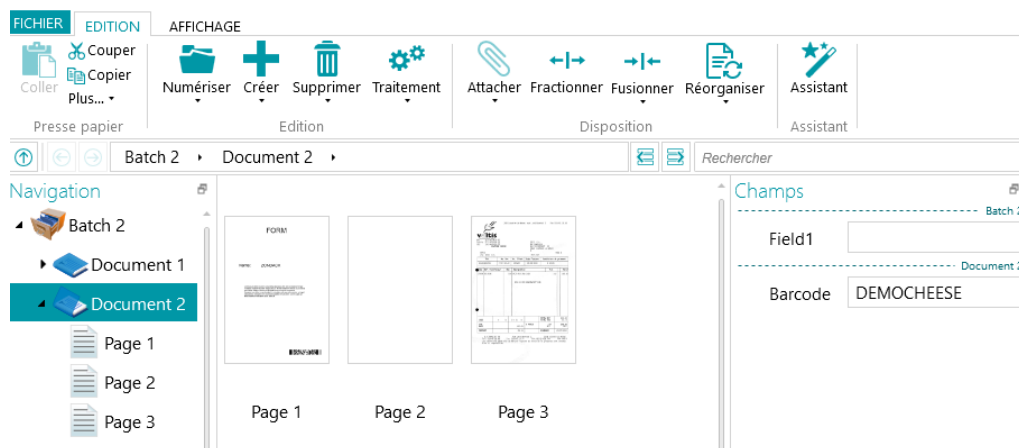 FICHIER EDITION AFFICHAGE
Coller
Couper
Copier
Plus...
Numériser Créer Supprimer Traitement
Attacher Fractionner Fusionner Réorganiser
Assistant
Presse papier Edition Disposition Assistant
Batch 2 Document 2 Rechercher
Navigation
Batch 2
Document 1
Document 2
Page 1
Page 2
Page 3
FORM
Page 1 Page 2 Page 3
Champs
Batch 2
Field1
Document 2
Barcode DEMOCHEESE